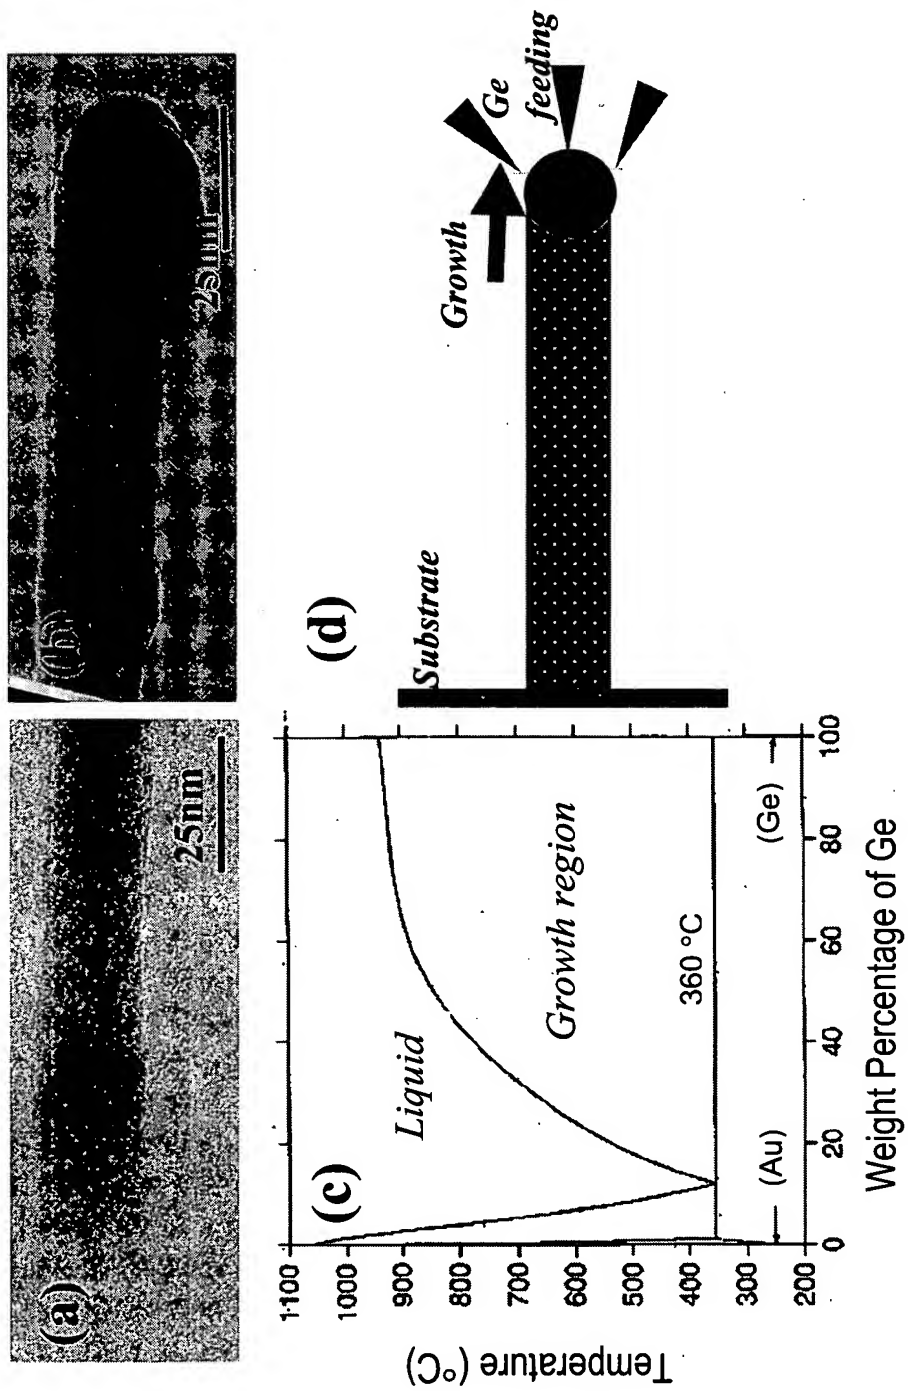 (a)
25nm
(b)
25nm
(c)
Temperature (°C)
1100
1000
900
800
700
600
500
400
300
200
Liquid
Growth region
360 °C
(Au)
(Ge)
0
20
40
60
80
100
Weight Percentage of Ge
(d)
Substrate
Growth
Ge
feeding